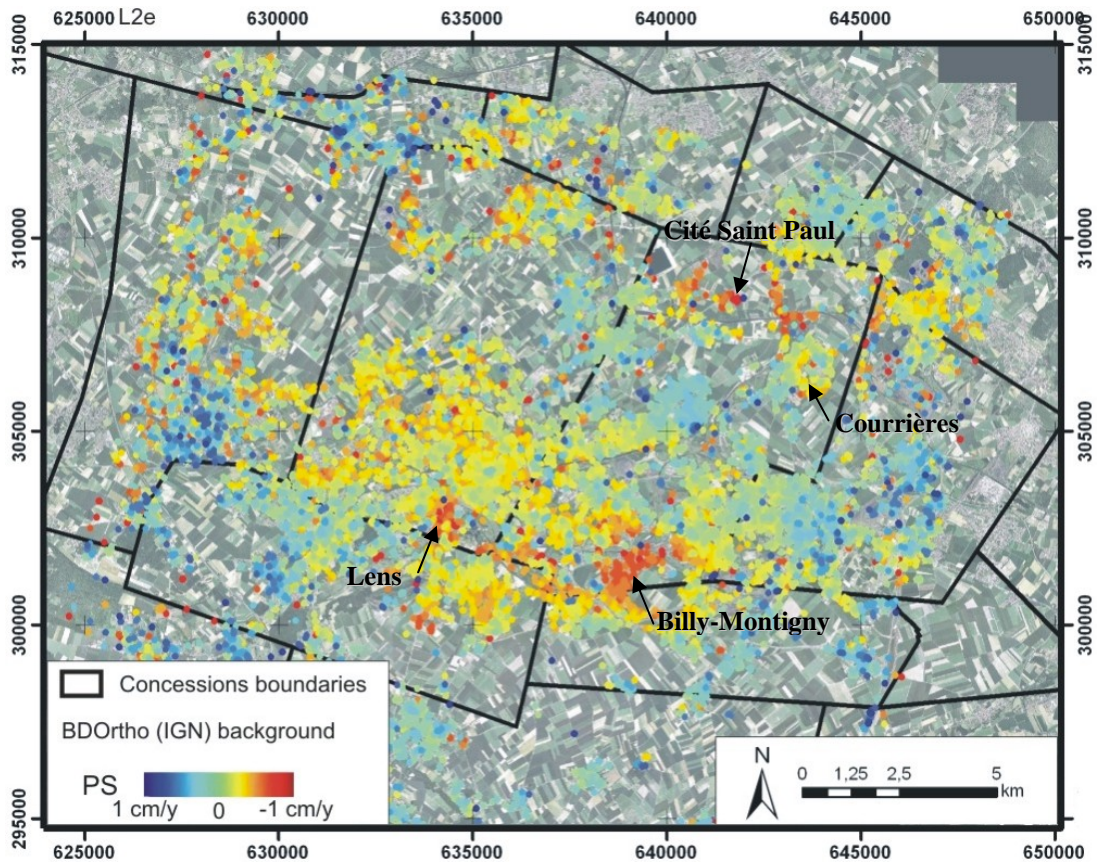 L2e
625000 630000 635000 640000 645000 650000
315000 315000
310000 310000
Cité Saint Paul
305000 305000
Courrières
Lens
300000 300000
Billy-Montigny
Concessions boundaries
BDOrtho (IGN) background
PS
1 cm/y 0 -1 cm/y
N
0 1,25 2,5 5
km
295000 295000
625000 630000 635000 640000 645000 650000